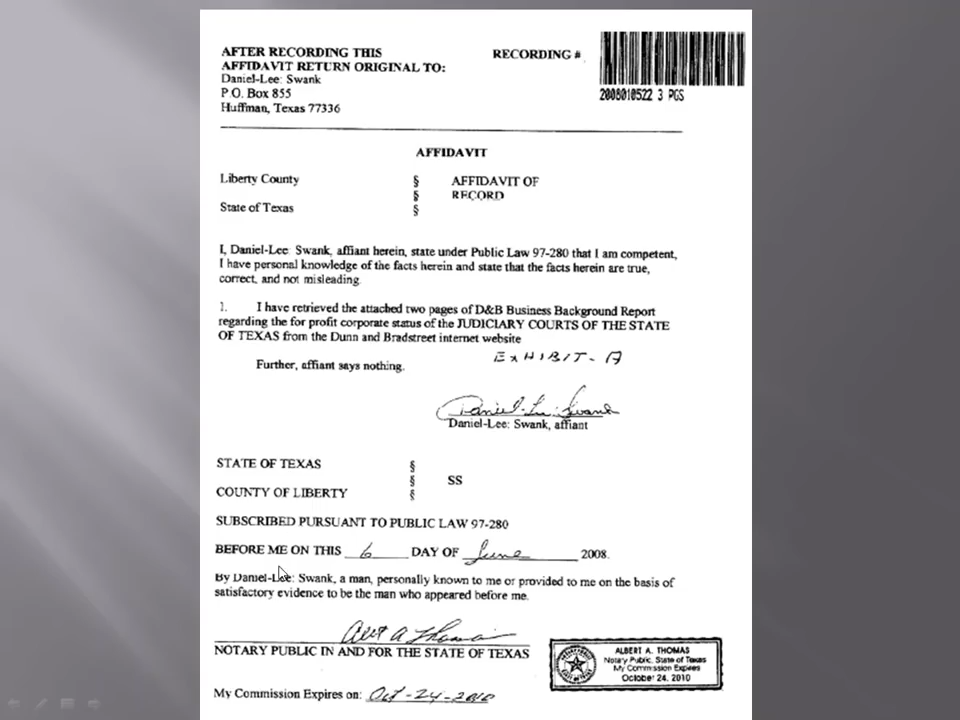 AFTER RECORDING THIS
AFFIDAVIT RETURN ORIGINAL TO:
Daniel-Lee: Swank
P O. Box 855
Huffman, Texas 77336
RECORDING #
2008010522 3 PGS
AFFIDAVIT
Liberty County § AFFIDAVIT OF
§ RECORD
State of Texas §
I, Daniel-Lee: Swank, affiant herein, state under Public Law 97-280 that I am competent,
I have personal knowledge of the facts herein and state that the facts herein are true,
correct, and not misleading.
1. I have retrieved the attached two pages of D&B Business Background Report
regarding the for profit corporate status of the JUDICIARY COURTS OF THE STATE
OF TEXAS from the Dunn and Bradstreet internet website
EXHIBIT-A
Further, affiant says nothing.
Daniel-Lee: Swank
Daniel-Lee: Swank, affiant
STATE OF TEXAS §
§ SS
COUNTY OF LIBERTY §
SUBSCRIBED PURSUANT TO PUBLIC LAW 97-280
BEFORE ME ON THIS 6 DAY OF June 2008.
By Daniel-Lee: Swank, a man, personally known to me or provided to me on the basis of
satisfactory evidence to be the man who appeared before me.
Albert A Thomas
NOTARY PUBLIC IN AND FOR THE STATE OF TEXAS
My Commission Expires on: Oct-24-2010
ALBERT A. THOMAS
Notary Public, State of Texas
My Commission Expires
October 24, 2010